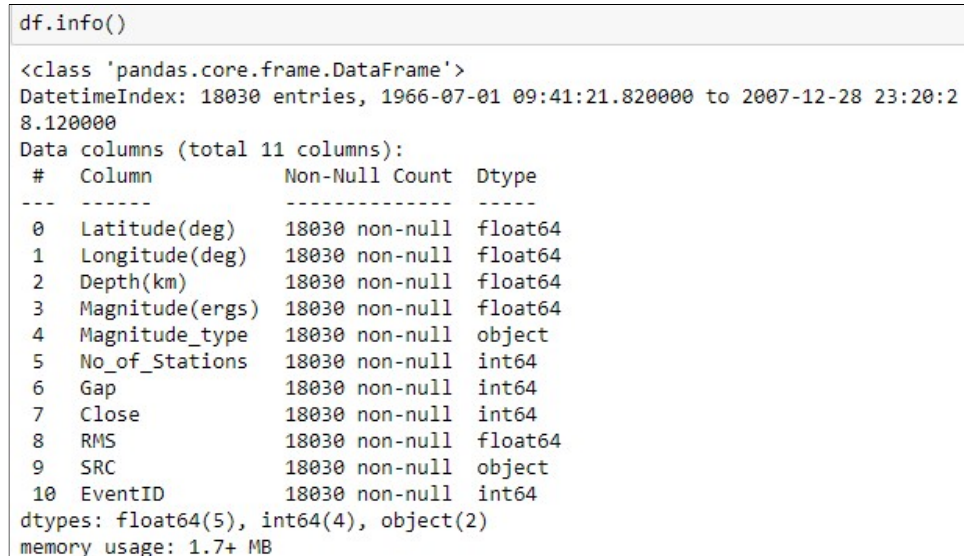 df.info()
<class 'pandas.core.frame.DataFrame'>
DatetimeIndex: 18030 entries, 1966-07-01 09:41:21.820000 to 2007-12-28 23:20:2
8.120000
Data columns (total 11 columns):
 #   Column           Non-Null Count  Dtype
---  ------           --------------  -----
 0   Latitude(deg)    18030 non-null  float64
 1   Longitude(deg)   18030 non-null  float64
 2   Depth(km)        18030 non-null  float64
 3   Magnitude(ergs)  18030 non-null  float64
 4   Magnitude_type   18030 non-null  object
 5   No_of_Stations   18030 non-null  int64
 6   Gap              18030 non-null  int64
 7   Close            18030 non-null  int64
 8   RMS              18030 non-null  float64
 9   SRC              18030 non-null  object
 10  EventID          18030 non-null  int64
dtypes: float64(5), int64(4), object(2)
memory usage: 1.7+ MB